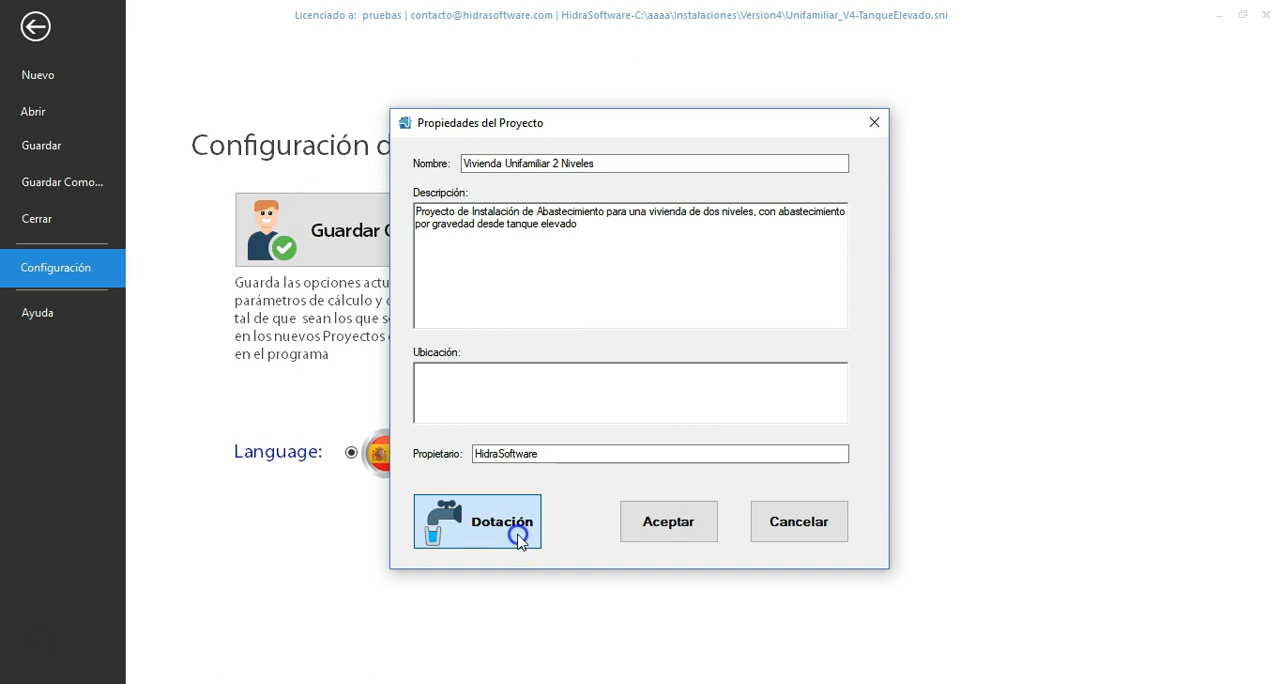 Licenciado a: pruebas | contacto@hidrasoftware.com | HidraSoftware-C:\aaaa\Instalaciones\Version4\Unifamiliar_V4-TanqueElevado.sni
Nuevo
Abrir
Guardar
Guardar Como...
Cerrar
Configuración
Ayuda
Configuración d
Guardar C
Guarda las opciones actu
parámetros de cálculo y d
tal de que sean los que se
en los nuevos Proyectos
en el programa
Language:
Propiedades del Proyecto
Nombre: Vivienda Unifamiliar 2 Niveles
Descripción:
Proyecto de Instalación de Abastecimiento para una vivienda de dos niveles, con abastecimiento
por gravedad desde tanque elevado
Ubicación:
Propietario: HidraSoftware
Dotación
Aceptar
Cancelar